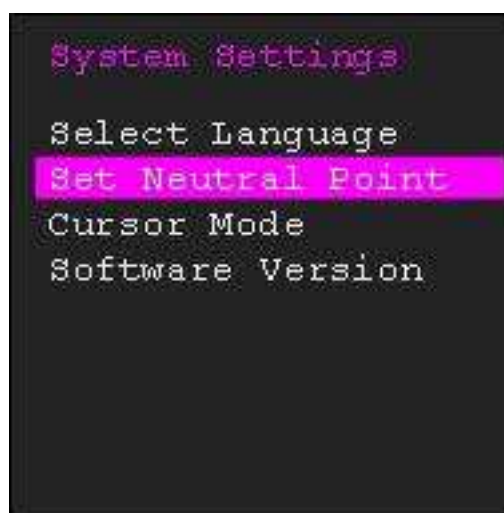 System Settings
Select Language
Set Neutral Point
Cursor Mode
Software Version